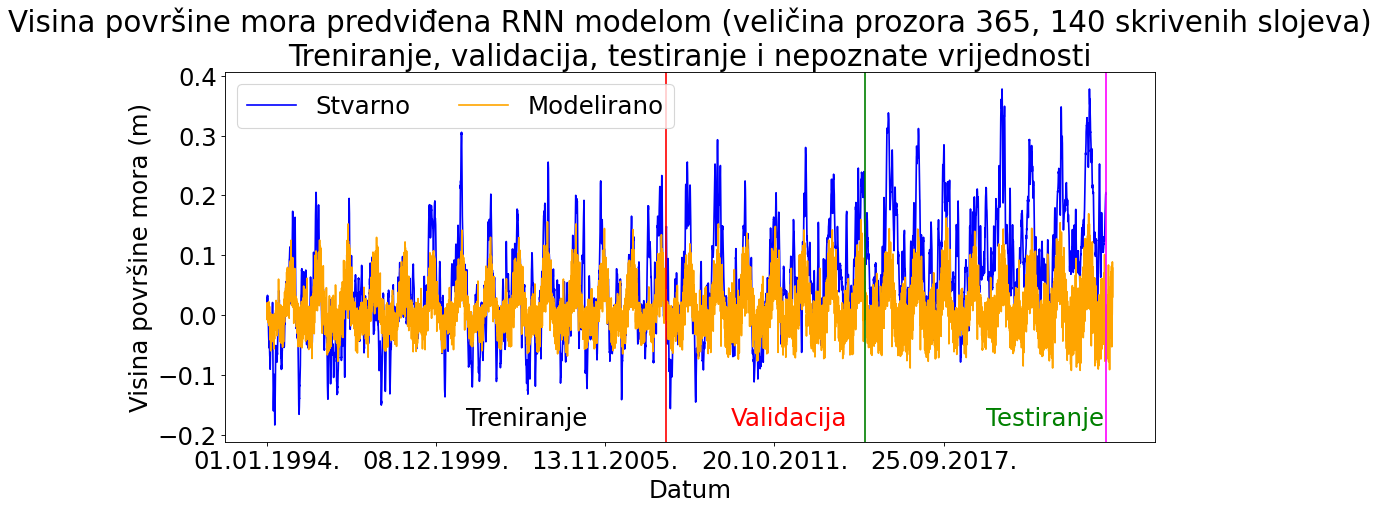 Visina površine mora predviđena RNN modelom (veličina prozora 365, 140 skrivenih slojeva)
Treniranje, validacija, testiranje i nepoznate vrijednosti
Stvarno
Modelirano
Visina površine mora (m)
0.4
0.3
0.2
0.1
0.0
−0.1
−0.2
Treniranje
Validacija
Testiranje
01.01.1994.
08.12.1999.
13.11.2005.
20.10.2011.
25.09.2017.
Datum